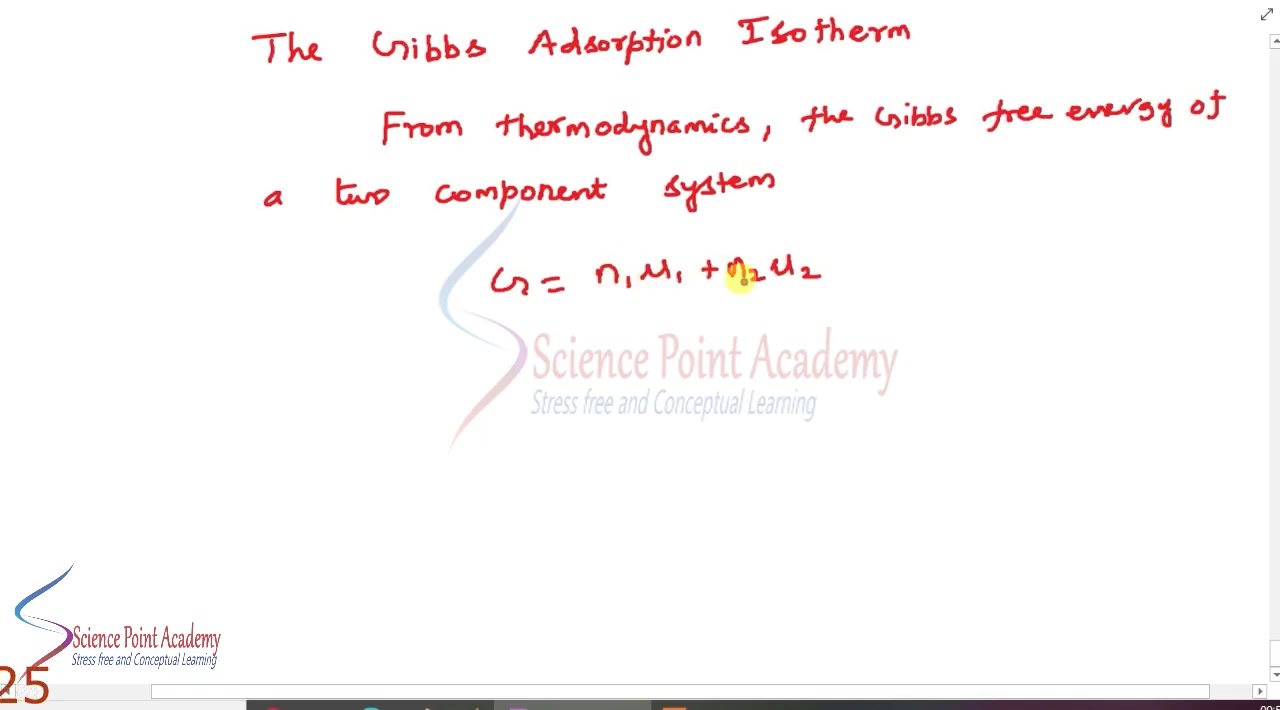 The Gibbs Adsorption Isotherm
From thermodynamics, the Gibbs free energy of
a two component system
G = n₁μ₁ + n₂μ₂
Science Point Academy
Stress free and Conceptual Learning
Science Point Academy
Stress free and Conceptual Learning
25